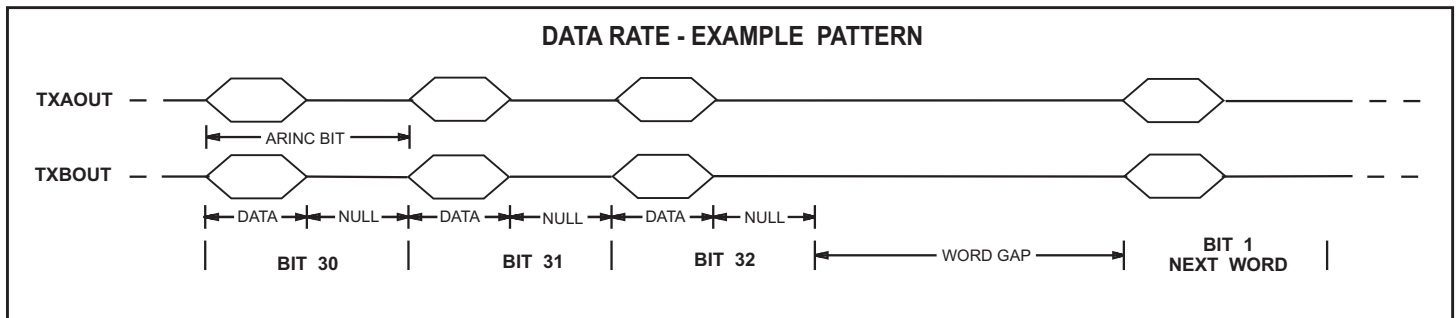 DATA RATE - EXAMPLE PATTERN
TXAOUT
ARINC BIT
TXBOUT
DATA NULL DATA NULL DATA NULL
BIT 30 BIT 31 BIT 32 WORD GAP BIT 1
NEXT WORD